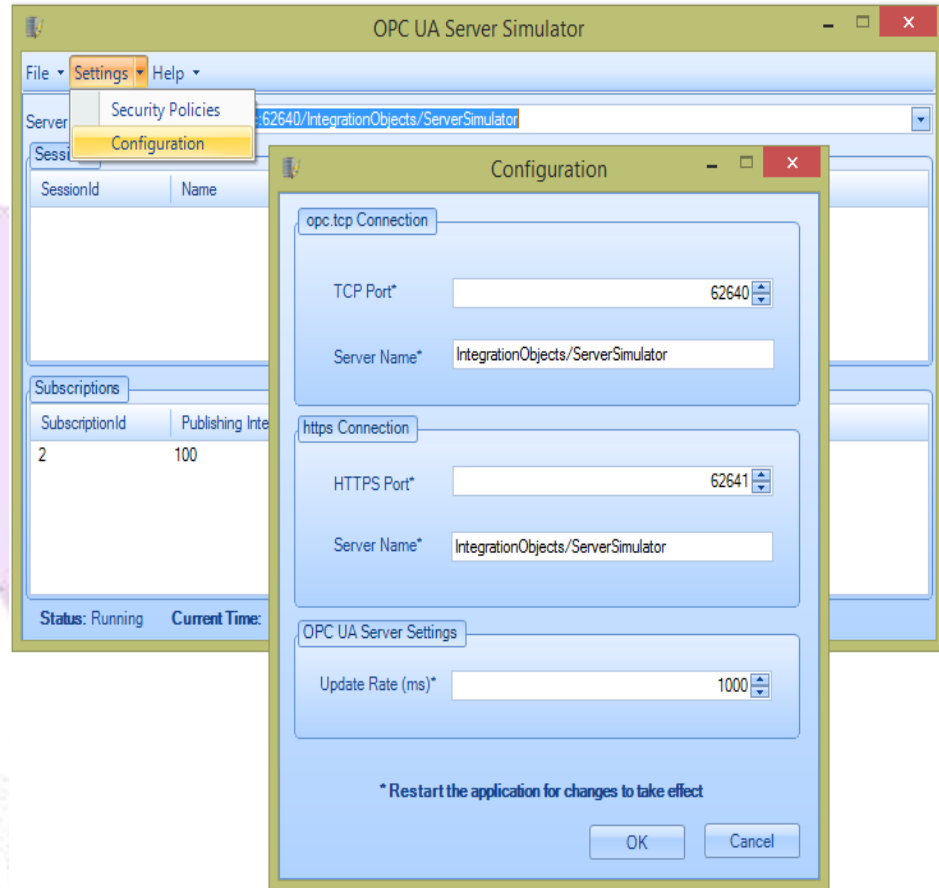 OPC UA Server Simulator
File Settings Help
Security Policies
Server :62640/IntegrationObjects/ServerSimulator
Configuration
SessionId Name
Configuration
opc.tcp Connection
TCP Port* 62640
Server Name* IntegrationObjects/ServerSimulator
Subscriptions
SubscriptionId Publishing Inte
2 100
https Connection
HTTPS Port* 62641
Server Name* IntegrationObjects/ServerSimulator
Status: Running Current Time:
OPC UA Server Settings
Update Rate (ms)* 1000
* Restart the application for changes to take effect
OK Cancel